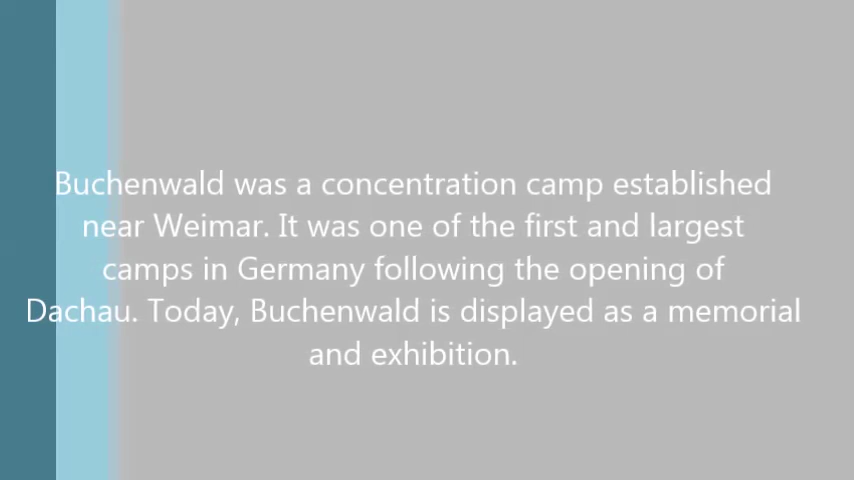 Buchenwald was a concentration camp established
near Weimar. It was one of the first and largest
camps in Germany following the opening of
Dachau. Today, Buchenwald is displayed as a memorial
and exhibition.